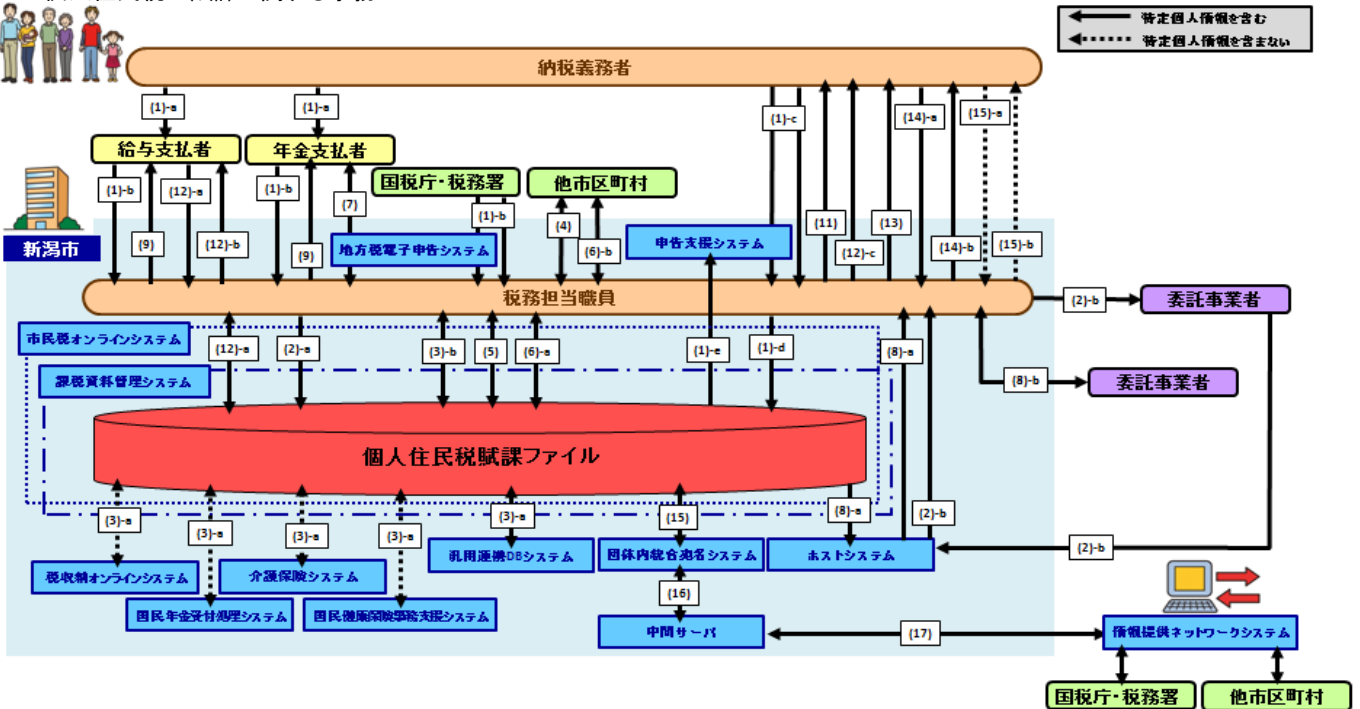 特定個人情報を含む
特定個人情報を含まない
納税義務者
(1)-a
(1)-a
(1)-c
(14)-a
(15)-a
給与支払者
年金支払者
国税庁・税務署
他市区町村
(1)-b
(12)-a
(1)-b
(7)
(1)-b
(4)
(11)
(13)
(9)
(12)-b
(9)
(6)-b
(12)-c
(14)-b
(15)-b
新潟市
地方税電子申告システム
申告支援システム
税務担当職員
(2)-b
委託事業者
市民税オンラインシステム
(12)-a
(2)-a
(3)-b
(5)
(6)-a
(1)-e
(1)-d
(8)-a
課税資料管理システム
(8)-b
委託事業者
個人住民税賦課ファイル
(3)-a
(3)-a
(3)-a
(3)-a
(3)-a
(15)
(8)-a
(2)-b
(2)-b
税収納オンラインシステム
介護保険システム
汎用連携DBシステム
団体内統合宛名システム
ホストシステム
国民年金受付処理システム
国民健康保険事務支援システム
(16)
中間サーバ
(17)
情報提供ネットワークシステム
国税庁・税務署
他市区町村